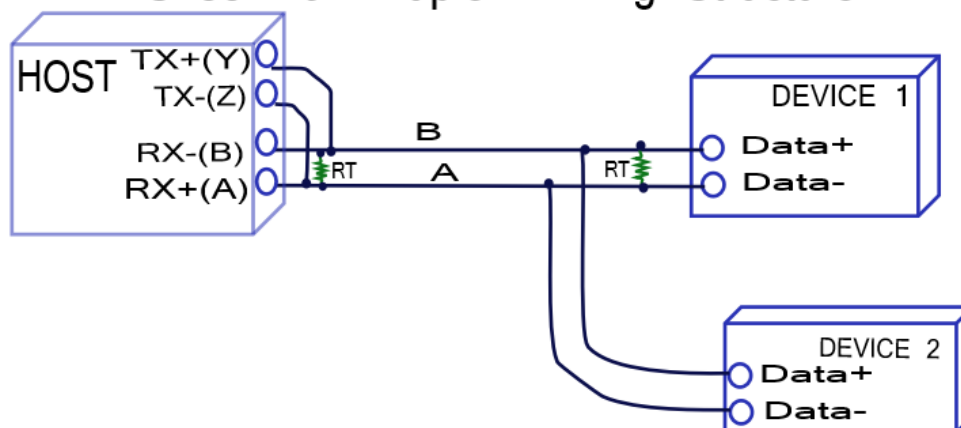 HOST
TX+(Y)
TX-(Z)
RX-(B)
RX+(A)
B
A
RT
RT
DEVICE 1
Data+
Data-
DEVICE 2
Data+
Data-